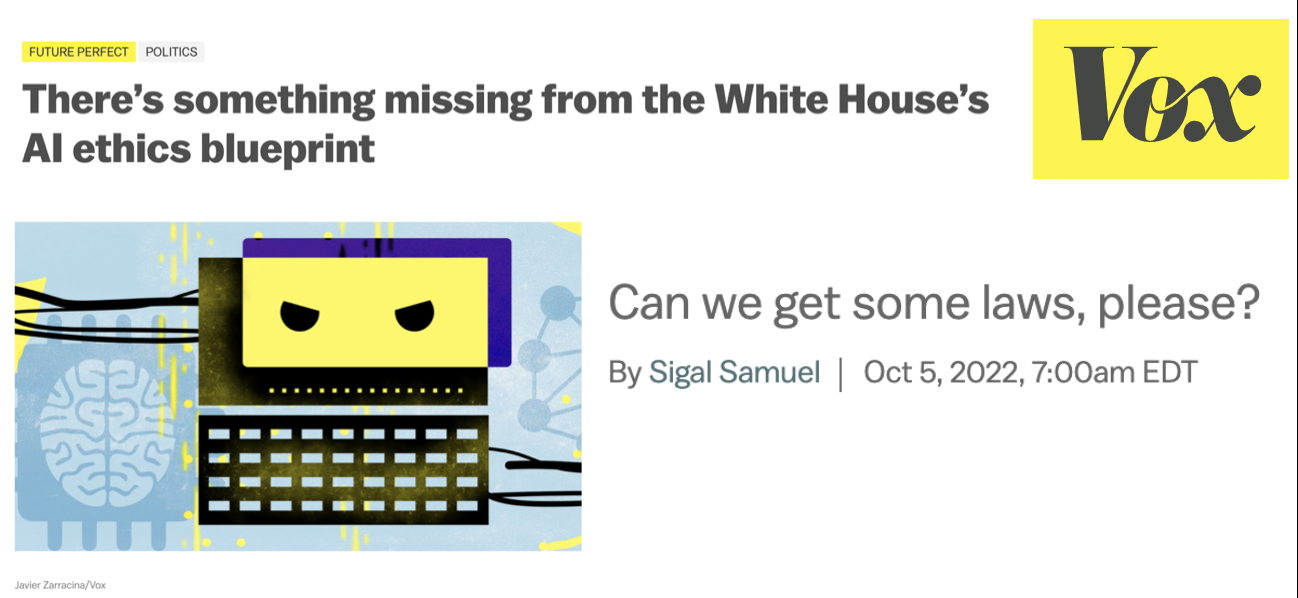 FUTURE PERFECT POLITICS
There's something missing from the White House's
AI ethics blueprint
Vox
Can we get some laws, please?
By Sigal Samuel | Oct 5, 2022, 7:00am EDT
Javier Zarracina/Vox